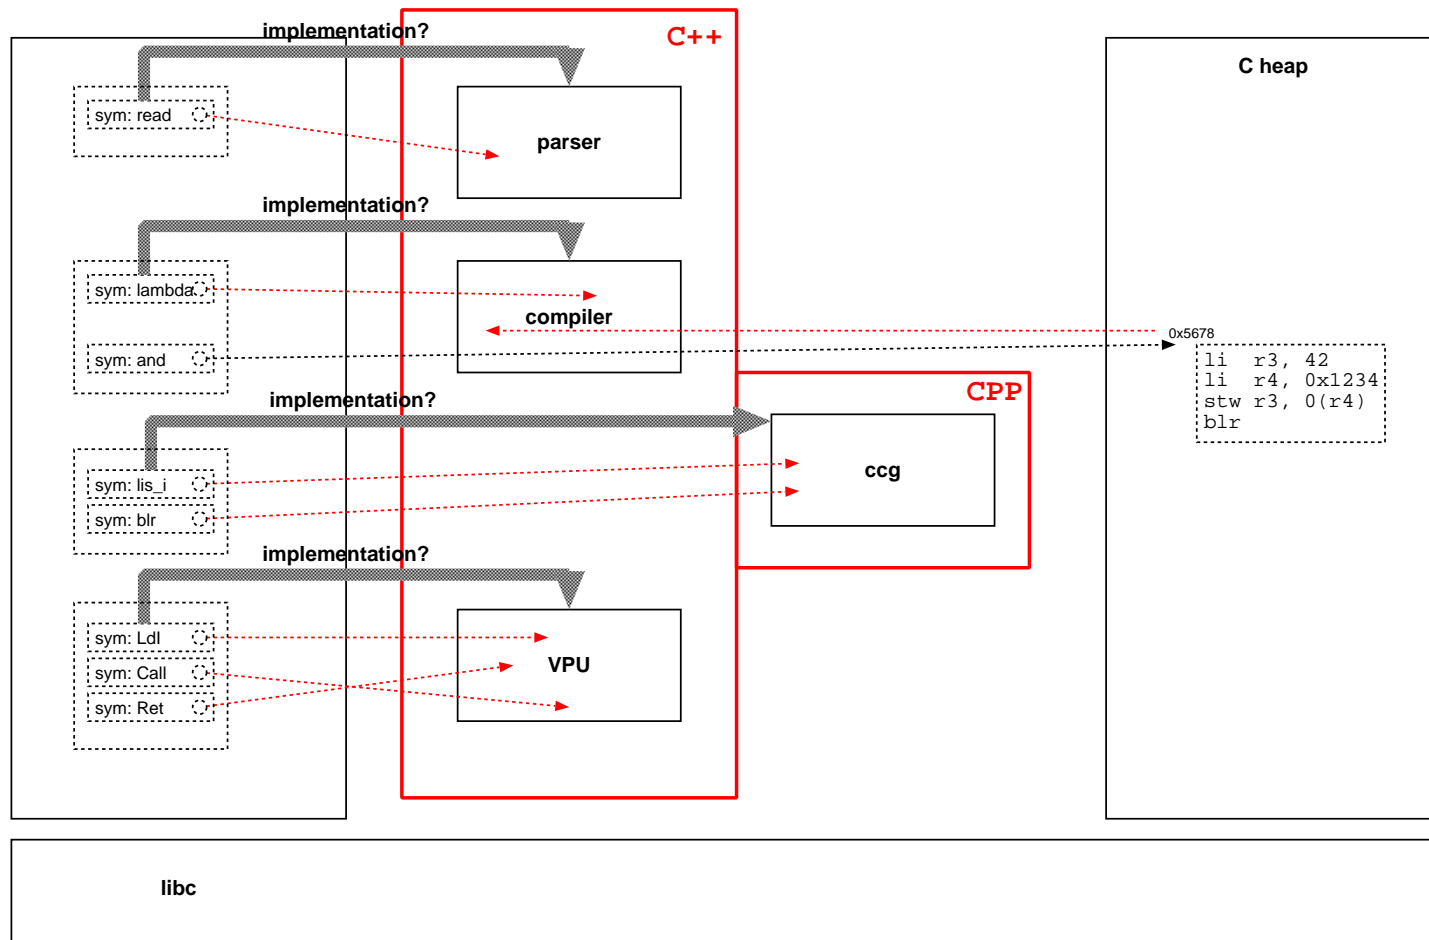 implementation?
C++
C heap
sym: read
parser
implementation?
sym: lambda
compiler
0x5678
sym: and
li r3, 42
li r4, 0x1234
stw r3, 0(r4)
blr
CPP
implementation?
ccg
sym: lis_i
sym: blr
implementation?
sym: LdI
VPU
sym: Call
sym: Ret
libc